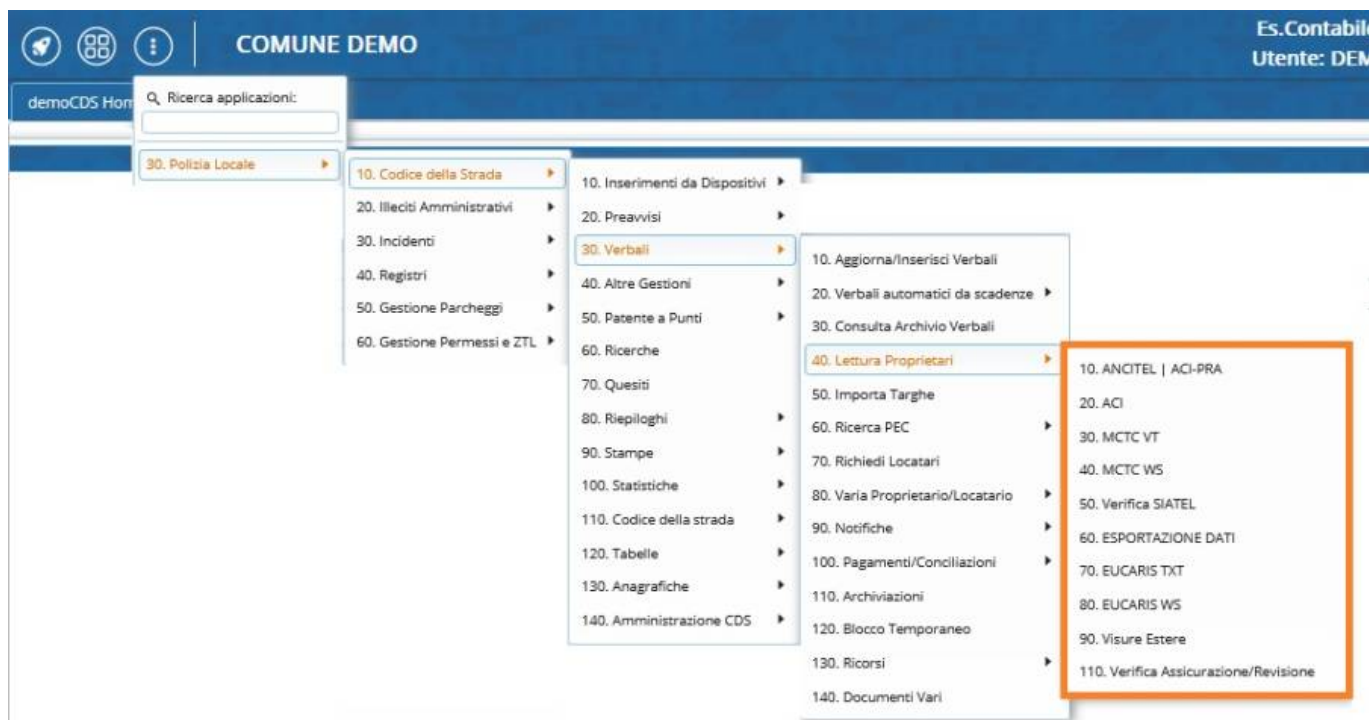 COMUNE DEMO
Es.Contabile
Utente: DEM
demoCDS Hom
Ricerca applicazioni:
30. Polizia Locale
10. Codice della Strada
20. Illeciti Amministrativi
30. Incidenti
40. Registri
50. Gestione Parcheggi
60. Gestione Permessi e ZTL
10. Inserimenti da Dispositivi
20. Preavvisi
30. Verbali
40. Altre Gestioni
50. Patente a Punti
60. Ricerche
70. Quesiti
80. Riepiloghi
90. Stampe
100. Statistiche
110. Codice della strada
120. Tabelle
130. Anagrafiche
140. Amministrazione CDS
10. Aggiorna/Inserisci Verbali
20. Verbali automatici da scadenze
30. Consulta Archivio Verbali
40. Lettura Proprietari
50. Importa Targhe
60. Ricerca PEC
70. Richiedi Locatari
80. Varia Proprietario/Locatario
90. Notifiche
100. Pagamenti/Conciliazioni
110. Archiviazioni
120. Blocco Temporaneo
130. Ricorsi
140. Documenti Vari
10. ANCITEL | ACI-PRA
20. ACI
30. MCTC VT
40. MCTC WS
50. Verifica SIATEL
60. ESPORTAZIONE DATI
70. EUCARIS TXT
80. EUCARIS WS
90. Visure Estere
110. Verifica Assicurazione/Revisione